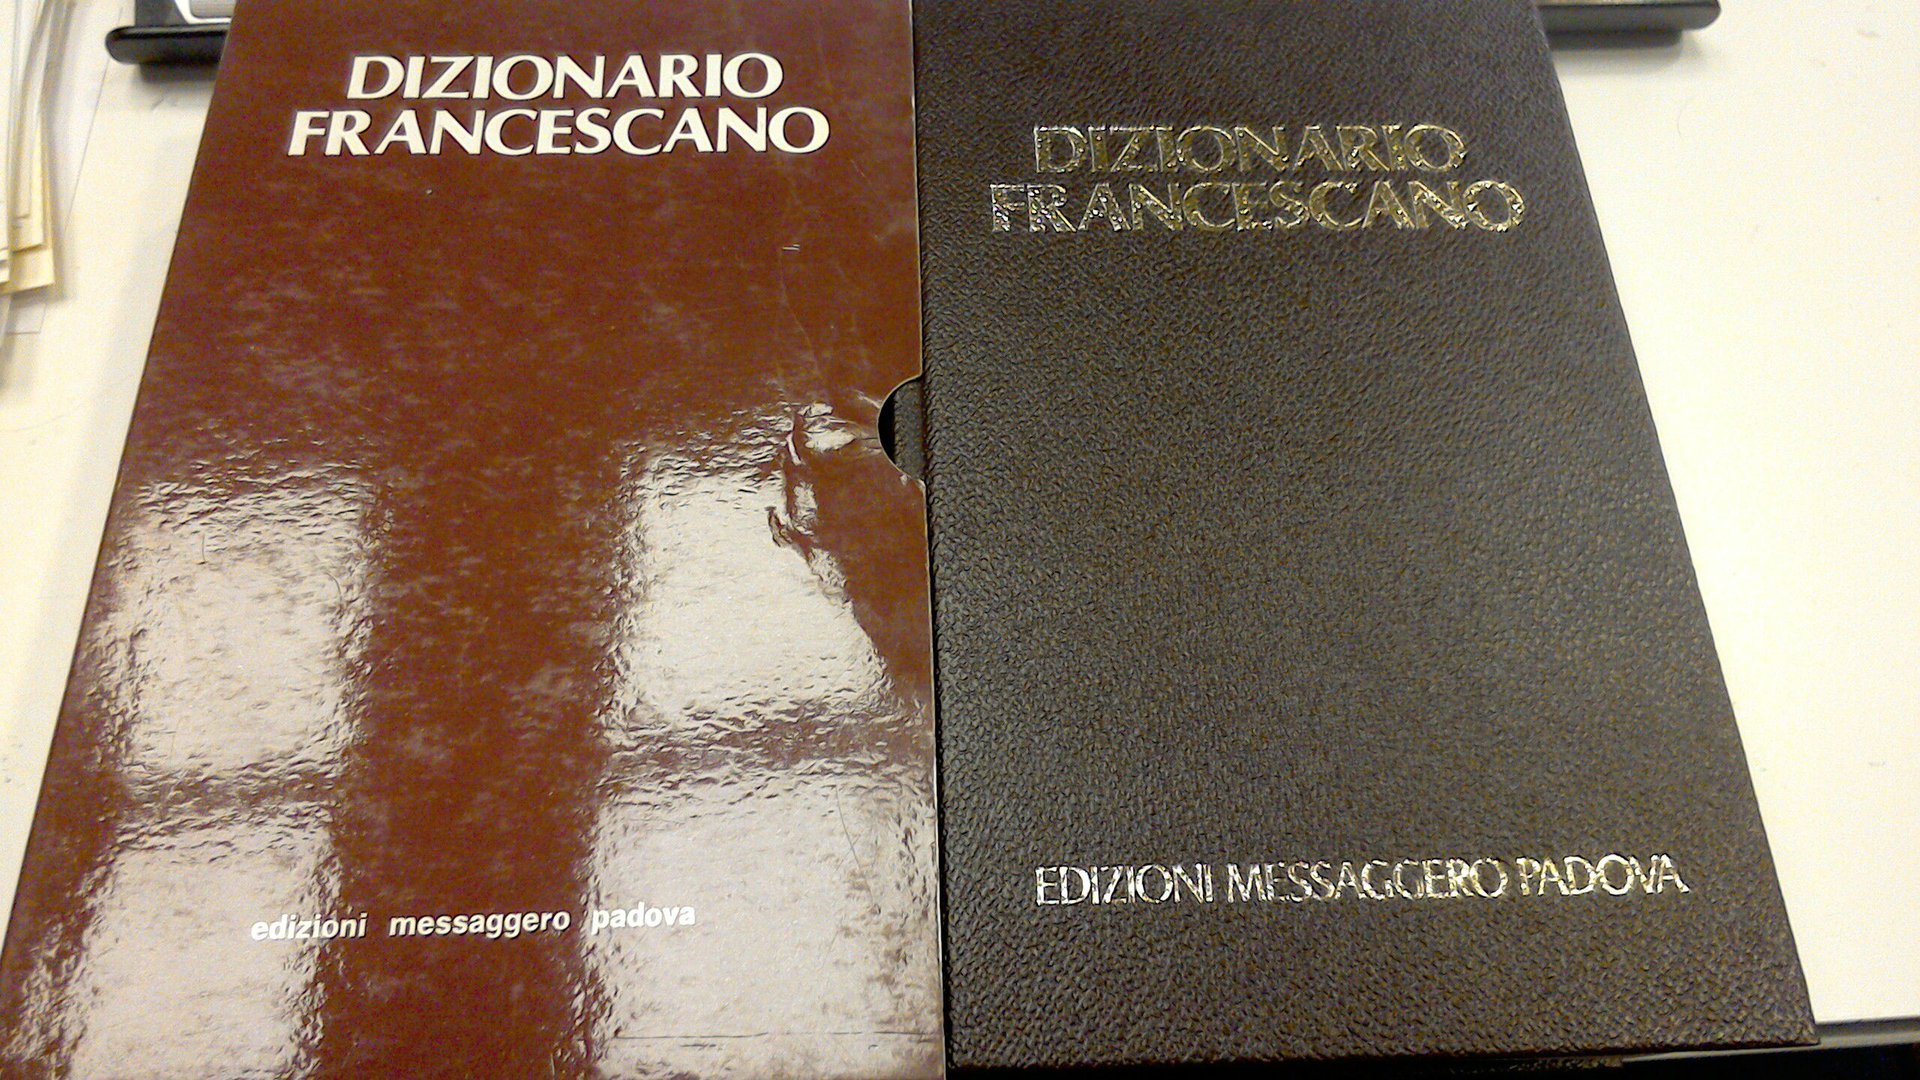 DIZIONARIO
FRANCESCANO
edizioni messaggero padova
DIZIONARIO
FRANCESCANO
EDIZIONI MESSAGGERO PADOVA